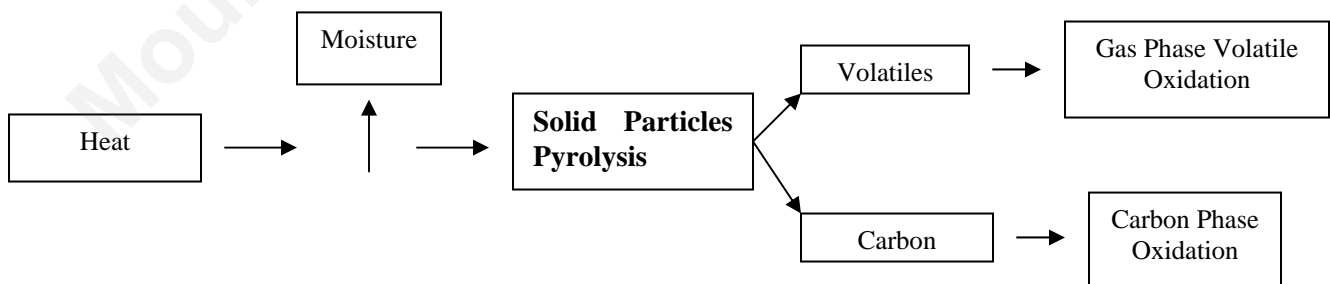 Moisture
Heat
Solid Particles
Pyrolysis
Volatiles
Gas Phase Volatile
Oxidation
Carbon
Carbon Phase
Oxidation